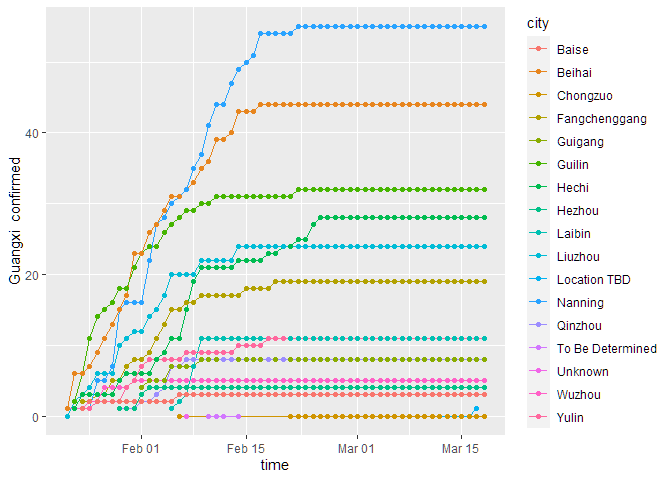 city
Baise
Beihai
Chongzuo
Fangchenggang
Guigang
Guilin
Hechi
Hezhou
Laibin
Liuzhou
Location TBD
Nanning
Qinzhou
To Be Determined
Unknown
Wuzhou
Yulin
Guangxi confirmed
40
20
0
Feb 01 Feb 15 Mar 01 Mar 15
time